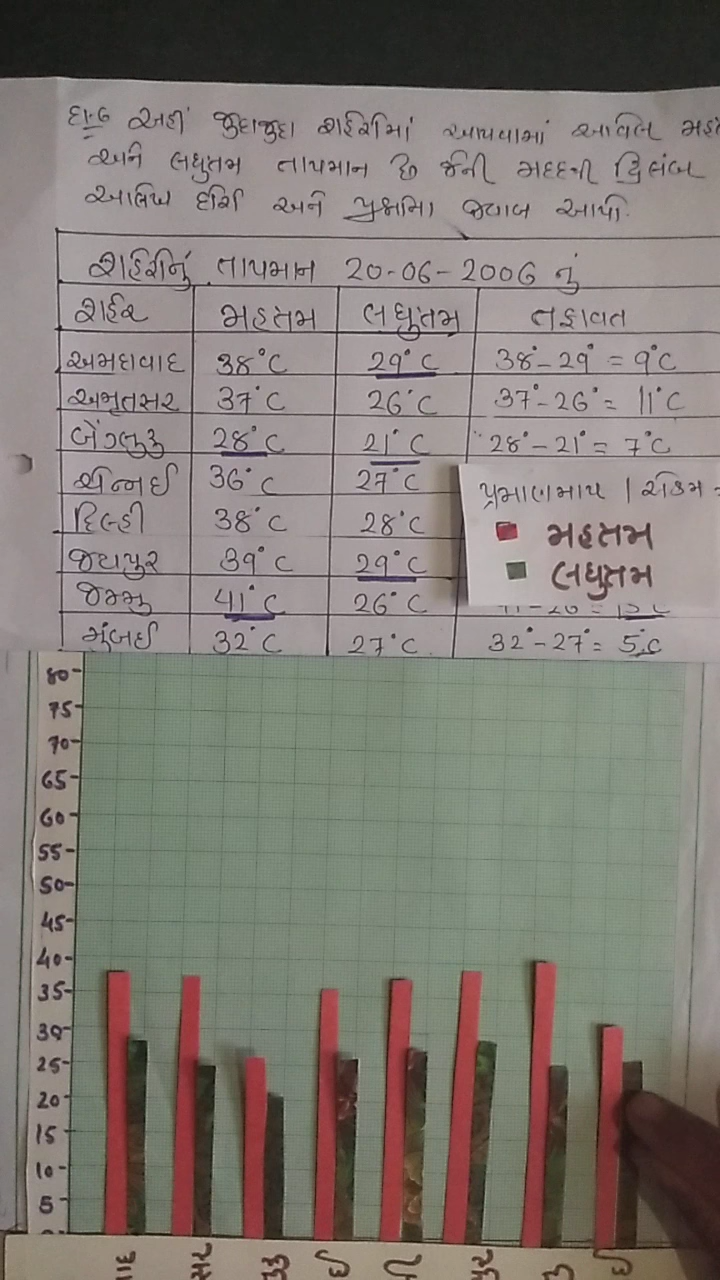 દા.6 અહીં જુદાજુદા શહેરોમાં આપવામાં આવેલ
અને લઘુતમ તાપમાન છે જેની મદદથી દ્વિલંબ
આલેખ દોરો અને પ્રશ્નોના જવાબ આપો.
શહેરોનું તાપમાન 20-06-2006 નું
શહેર મહતમ લઘુતમ તફાવત
અમદાવાદ 38°C 29°C 38°-29° = 9°C
અમૃતસર 37°C 26°C 37°-26° = 11°C
બેંગ્લુરુ 28°C 21°C 28°-21° = 7°C
ચેન્નઈ 36°C 27°C
દિલ્હી 38°C 28°C
જયપુર 39°C 29°C
જમ્મુ 41°C 26°C
મુંબઈ 32°C 27°C 32°-27° = 5°C
પ્રમાણમાપ
મહતમ
લઘુતમ
80
75
70
65
60
55
50
45
40
35
30
25
20
15
10
5